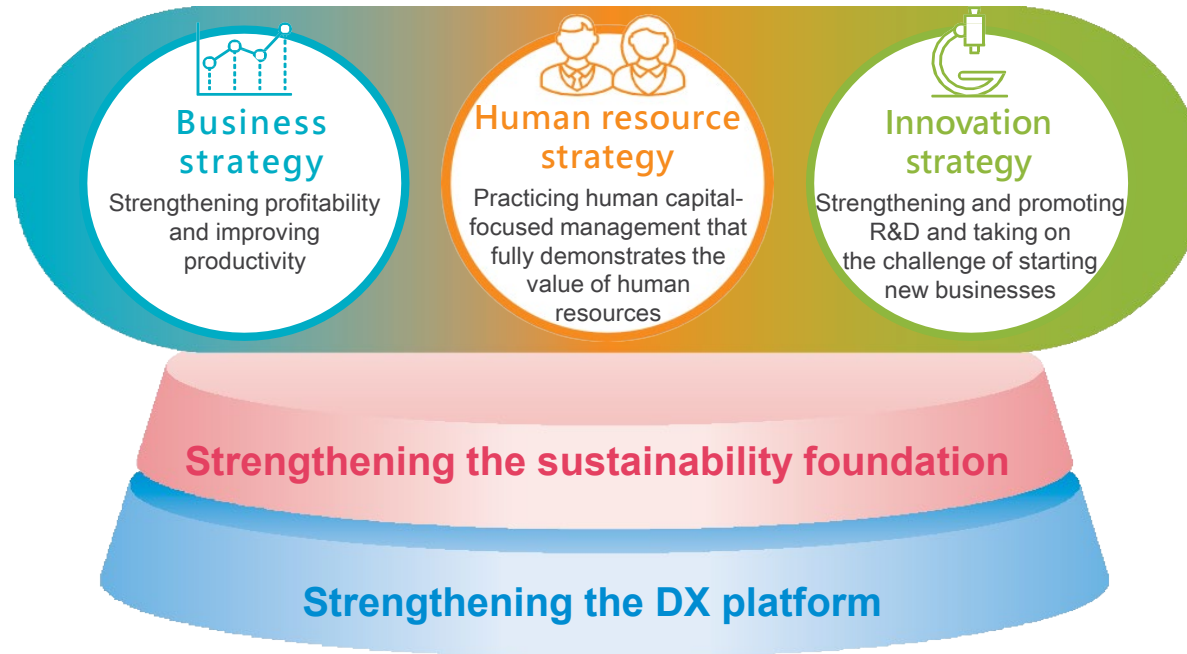 Business
strategy
Strengthening profitability
and improving
productivity
Human resource
strategy
Practicing human capital-
focused management that
fully demonstrates the
value of human
resources
Innovation
strategy
Strengthening and promoting
R&D and taking on
the challenge of starting
new businesses
Strengthening the sustainability foundation
Strengthening the DX platform